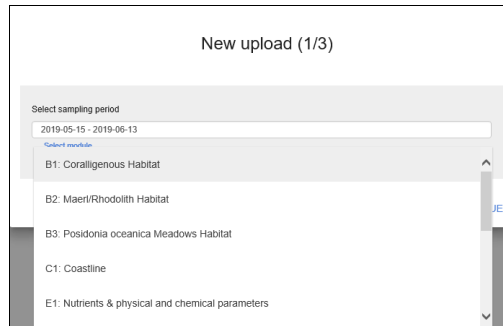 New upload (1/3)
Select sampling period
2019-05-15 - 2019-06-13
Select module
B1: Coralligenous Habitat
B2: Maerl/Rhodolith Habitat
B3: Posidonia oceanica Meadows Habitat
C1: Coastline
E1: Nutrients & physical and chemical parameters